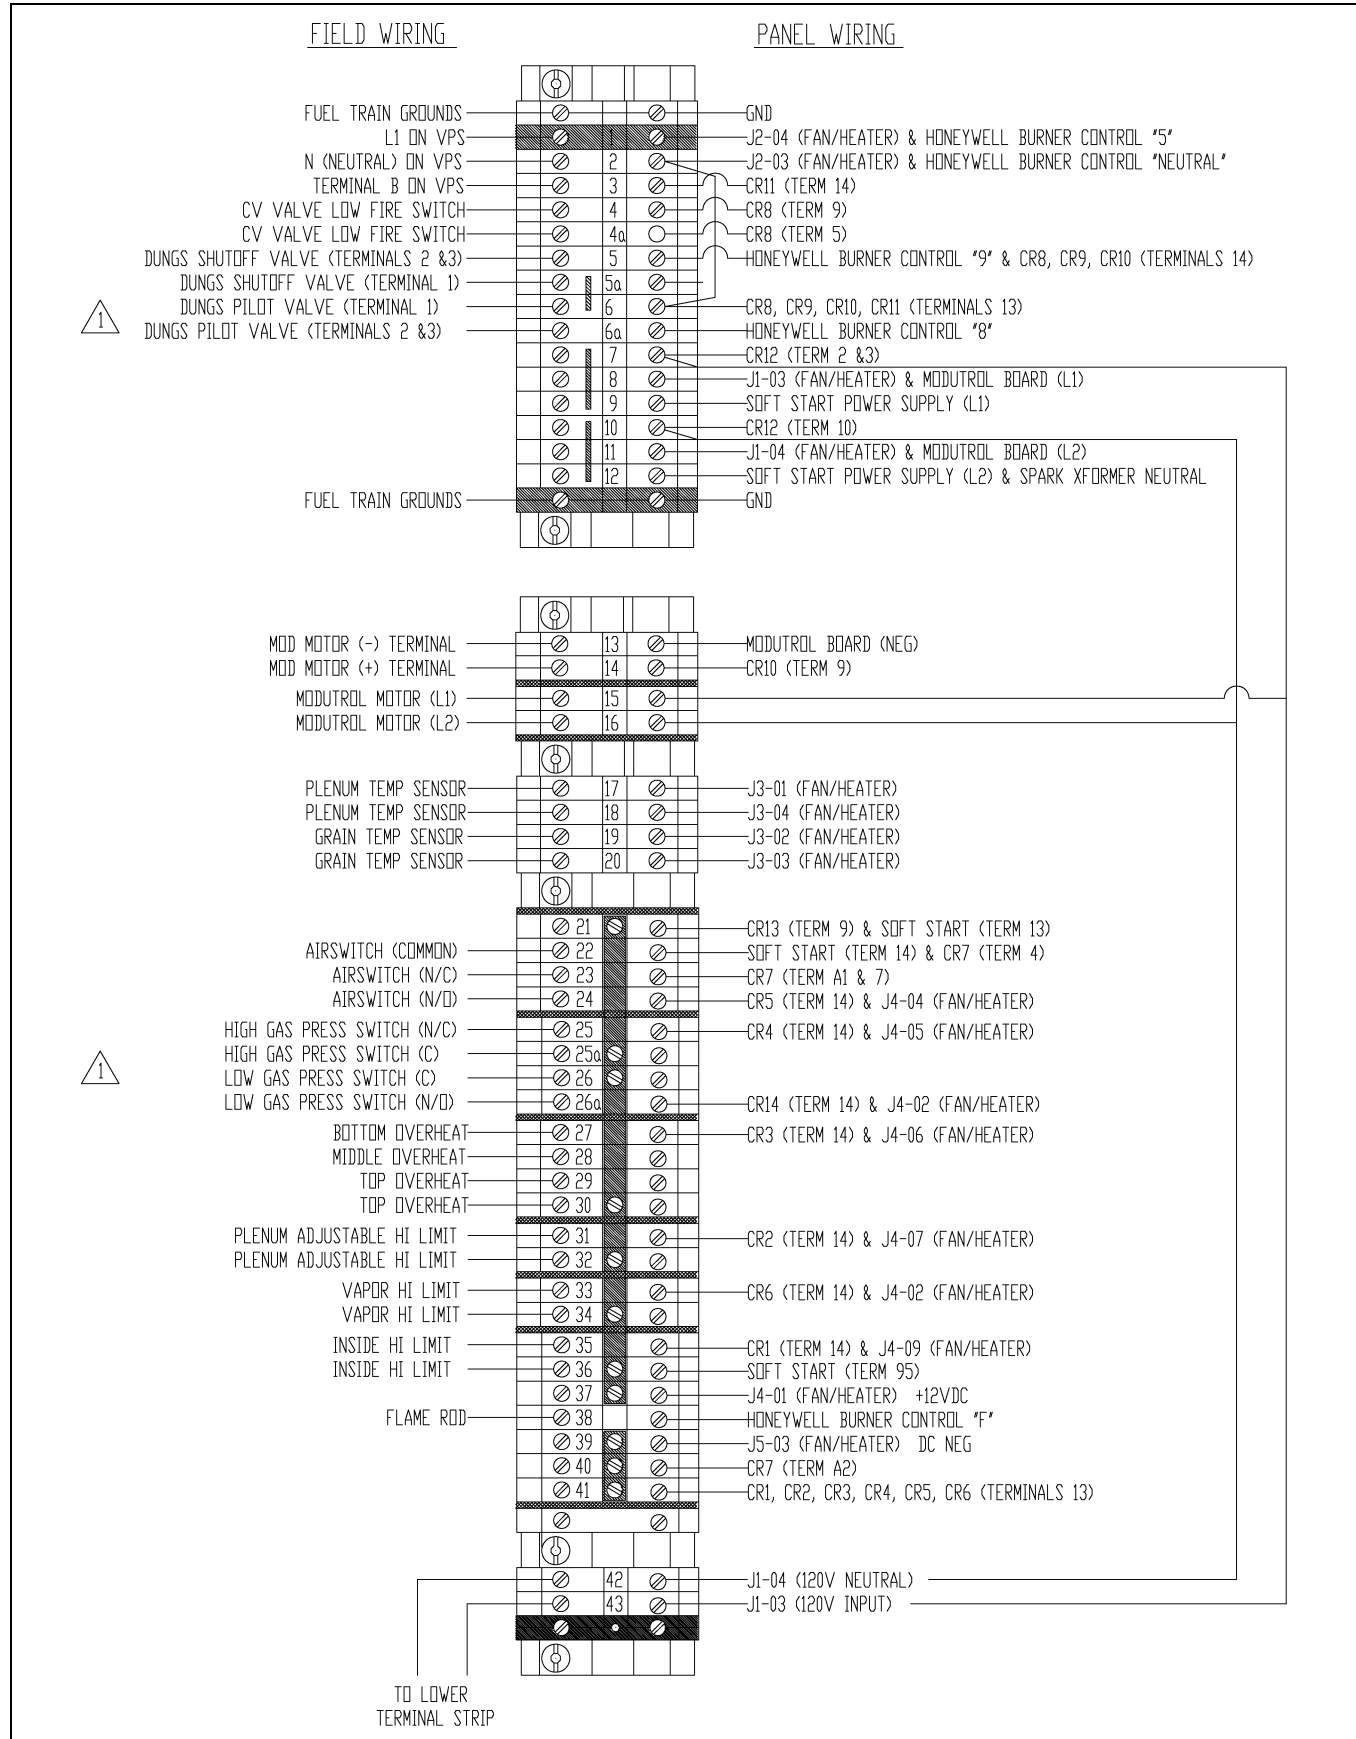 FIELD WIRING PANEL WIRING
FUEL TRAIN GROUNDS GND
L1 ON VPS 1 J2-04 (FAN/HEATER) & HONEYWELL BURNER CONTROL "5"
N (NEUTRAL) ON VPS 2 J2-03 (FAN/HEATER) & HONEYWELL BURNER CONTROL "NEUTRAL"
TERMINAL B ON VPS 3 CR11 (TERM 14)
CV VALVE LOW FIRE SWITCH 4 CR8 (TERM 9)
CV VALVE LOW FIRE SWITCH 4a CR8 (TERM 5)
DUNGS SHUTOFF VALVE (TERMINALS 2 &3) 5 HONEYWELL BURNER CONTROL "9" & CR8, CR9, CR10 (TERMINALS 14)
DUNGS SHUTOFF VALVE (TERMINAL 1) 5a
1 DUNGS PILOT VALVE (TERMINAL 1) 6 CR8, CR9, CR10, CR11 (TERMINALS 13)
DUNGS PILOT VALVE (TERMINALS 2 &3) 6a HONEYWELL BURNER CONTROL "8"
7 CR12 (TERM 2 &3)
8 J1-03 (FAN/HEATER) & MODUTROL BOARD (L1)
9 SOFT START POWER SUPPLY (L1)
10 CR12 (TERM 10)
11 J1-04 (FAN/HEATER) & MODUTROL BOARD (L2)
12 SOFT START POWER SUPPLY (L2) & SPARK XFORMER NEUTRAL
FUEL TRAIN GROUNDS GND
MOD MOTOR (-) TERMINAL 13 MODUTROL BOARD (NEG)
MOD MOTOR (+) TERMINAL 14 CR10 (TERM 9)
MODUTROL MOTOR (L1) 15
MODUTROL MOTOR (L2) 16
PLENUM TEMP SENSOR 17 J3-01 (FAN/HEATER)
PLENUM TEMP SENSOR 18 J3-04 (FAN/HEATER)
GRAIN TEMP SENSOR 19 J3-02 (FAN/HEATER)
GRAIN TEMP SENSOR 20 J3-03 (FAN/HEATER)
21 CR13 (TERM 9) & SOFT START (TERM 13)
AIRSWITCH (COMMON) 22 SOFT START (TERM 14) & CR7 (TERM 4)
AIRSWITCH (N/C) 23 CR7 (TERM A1 & 7)
AIRSWITCH (N/O) 24 CR5 (TERM 14) & J4-04 (FAN/HEATER)
HIGH GAS PRESS SWITCH (N/C) 25 CR4 (TERM 14) & J4-05 (FAN/HEATER)
HIGH GAS PRESS SWITCH (C) 25a
1 LOW GAS PRESS SWITCH (C) 26
LOW GAS PRESS SWITCH (N/O) 26a CR14 (TERM 14) & J4-02 (FAN/HEATER)
BOTTOM OVERHEAT 27 CR3 (TERM 14) & J4-06 (FAN/HEATER)
MIDDLE OVERHEAT 28
TOP OVERHEAT 29
TOP OVERHEAT 30
PLENUM ADJUSTABLE HI LIMIT 31 CR2 (TERM 14) & J4-07 (FAN/HEATER)
PLENUM ADJUSTABLE HI LIMIT 32
VAPOR HI LIMIT 33 CR6 (TERM 14) & J4-02 (FAN/HEATER)
VAPOR HI LIMIT 34
INSIDE HI LIMIT 35 CR1 (TERM 14) & J4-09 (FAN/HEATER)
INSIDE HI LIMIT 36 SOFT START (TERM 95)
37 J4-01 (FAN/HEATER) +12VDC
FLAME ROD 38 HONEYWELL BURNER CONTROL "F"
39 J5-03 (FAN/HEATER) DC NEG
40 CR7 (TERM A2)
41 CR1, CR2, CR3, CR4, CR5, CR6 (TERMINALS 13)
42 J1-04 (120V NEUTRAL)
43 J1-03 (120V INPUT)
TO LOWER
TERMINAL STRIP